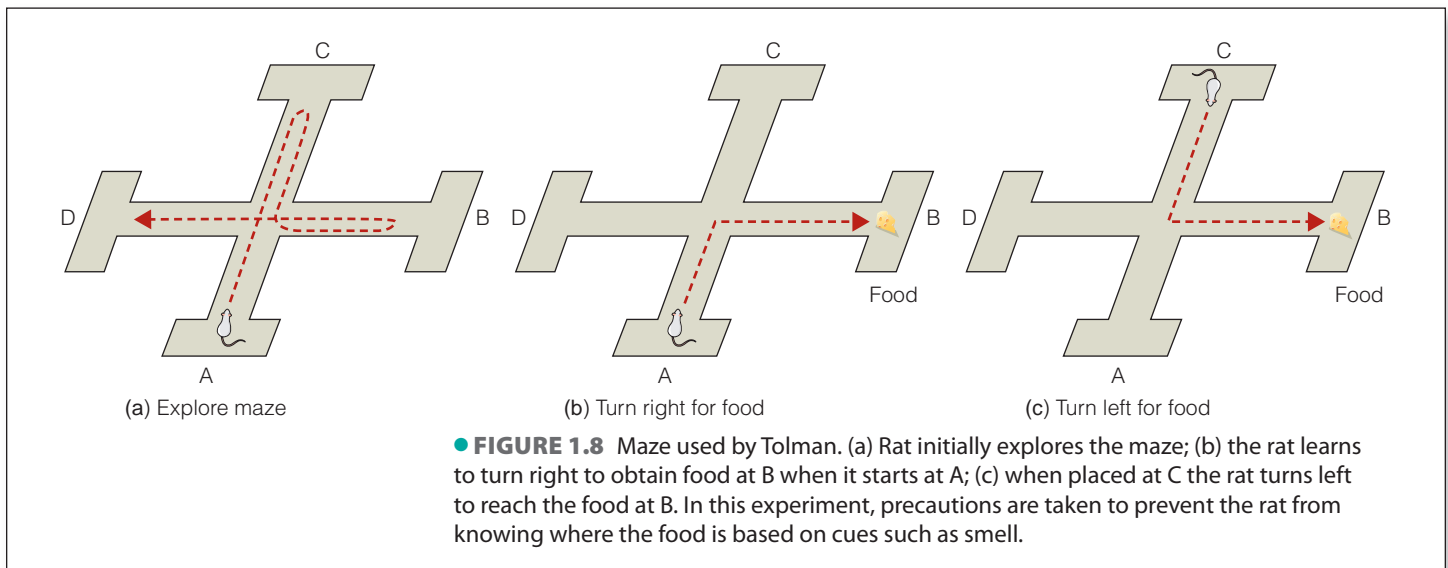 C
C
C
D
B
D
B
D
B
Food
Food
A
A
A
(a) Explore maze
(b) Turn right for food
(c) Turn left for food
● FIGURE 1.8 Maze used by Tolman. (a) Rat initially explores the maze; (b) the rat learns
to turn right to obtain food at B when it starts at A; (c) when placed at C the rat turns left
to reach the food at B. In this experiment, precautions are taken to prevent the rat from
knowing where the food is based on cues such as smell.